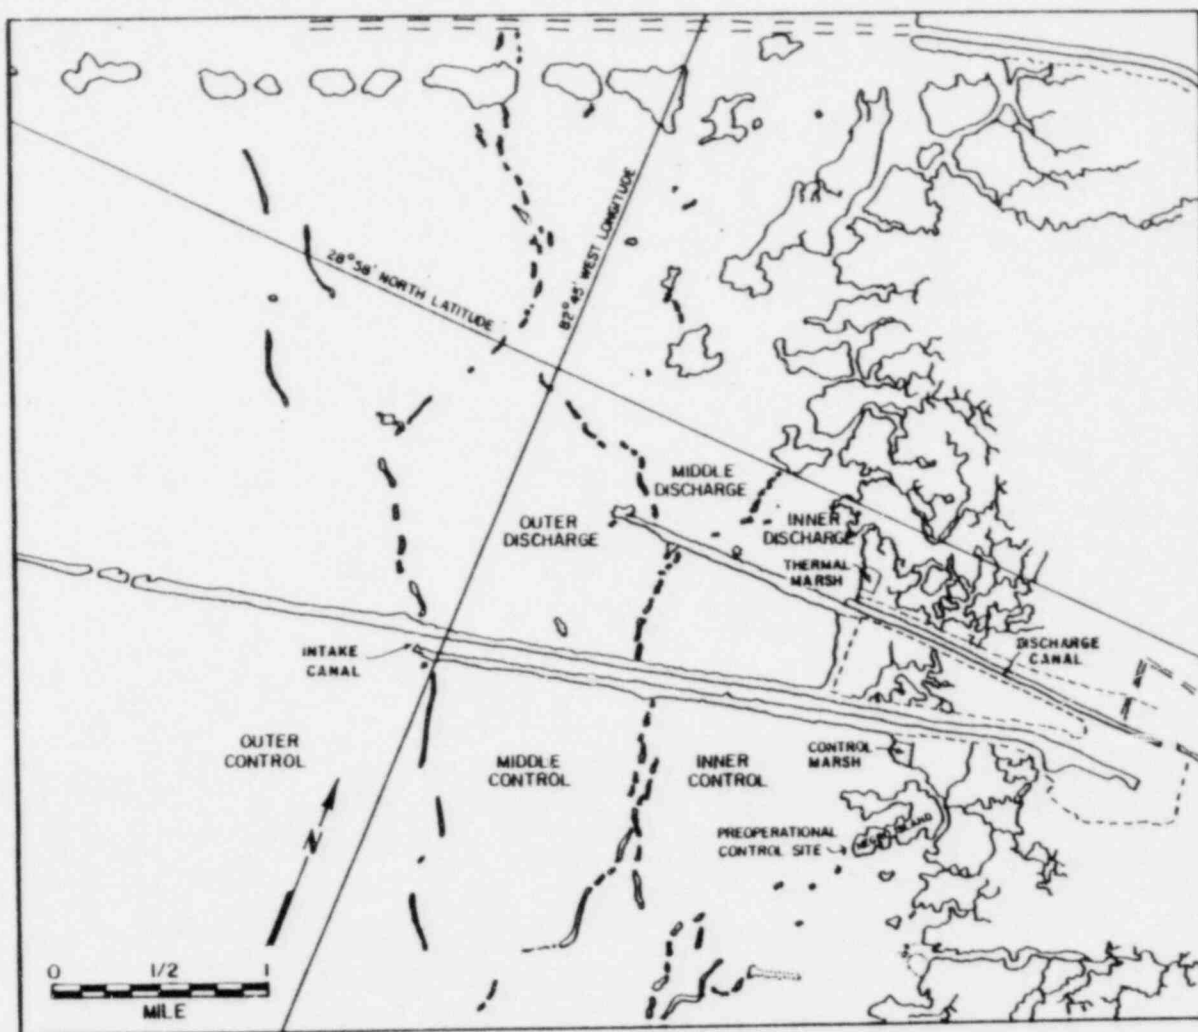 28°58' NORTH LATITUDE
82°45' WEST LONGITUDE
MIDDLE
DISCHARGE
OUTER
DISCHARGE
INNER
DISCHARGE
THERMAL
MARSH
DISCHARGE
CANAL
INTAKE
CANAL
OUTER
CONTROL
MIDDLE
CONTROL
INNER
CONTROL
CONTROL
MARSH
PREOPERATIONAL
CONTROL SITE
ISLAND
N
0 1/2 1
MILE